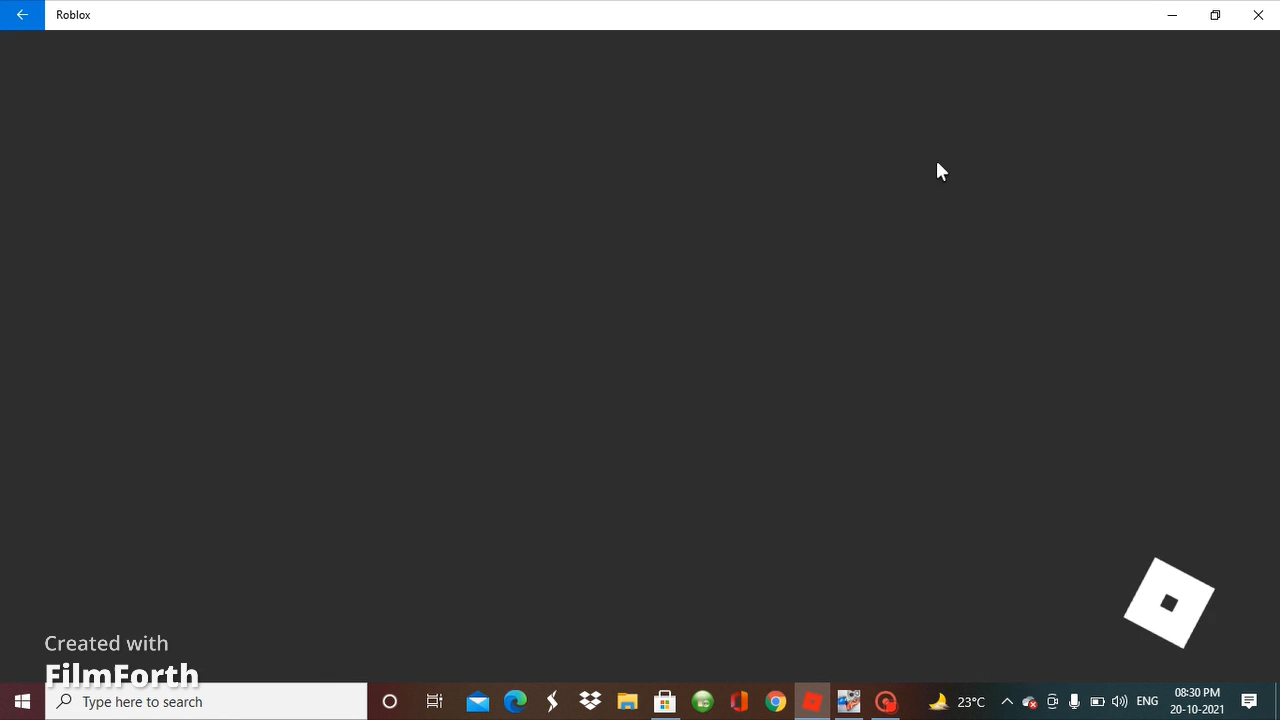 Roblox
Created with
FilmForth
Type here to search
23°C
ENG
08:30 PM
20-10-2021